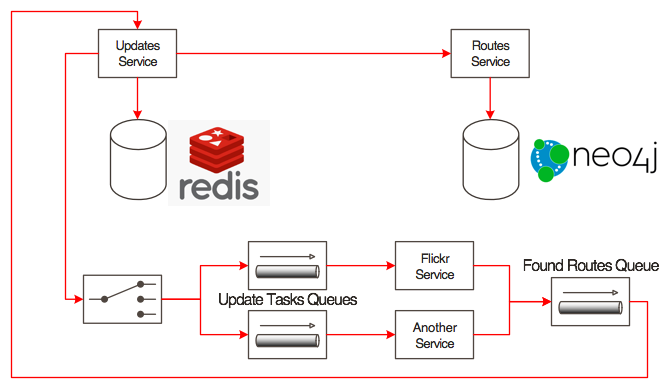 Updates
Service
Routes
Service
redis
neo4j
Flickr
Service
Found Routes Queue
Update Tasks Queues
Another
Service